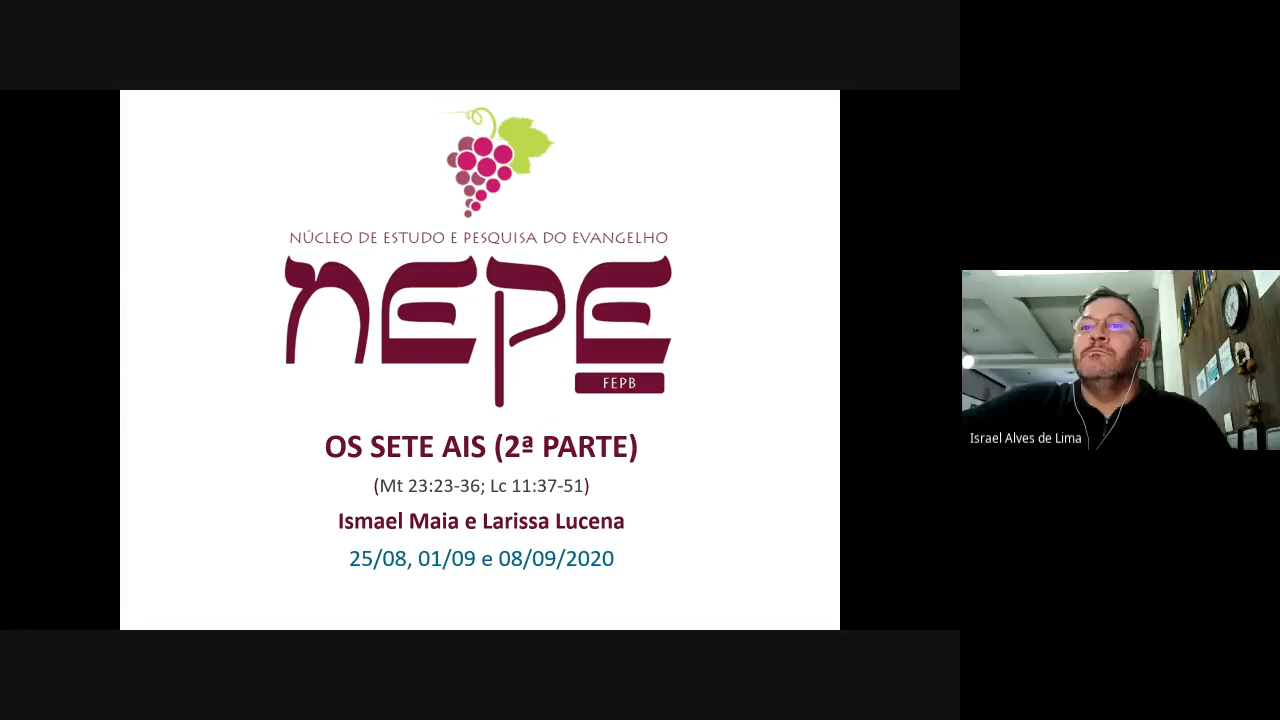 NÚCLEO DE ESTUDO E PESQUISA DO EVANGELHO
NEPE
FEPB
OS SETE AIS (2ª PARTE)
(Mt 23:23-36; Lc 11:37-51)
Ismael Maia e Larissa Lucena
25/08, 01/09 e 08/09/2020
Israel Alves de Lima